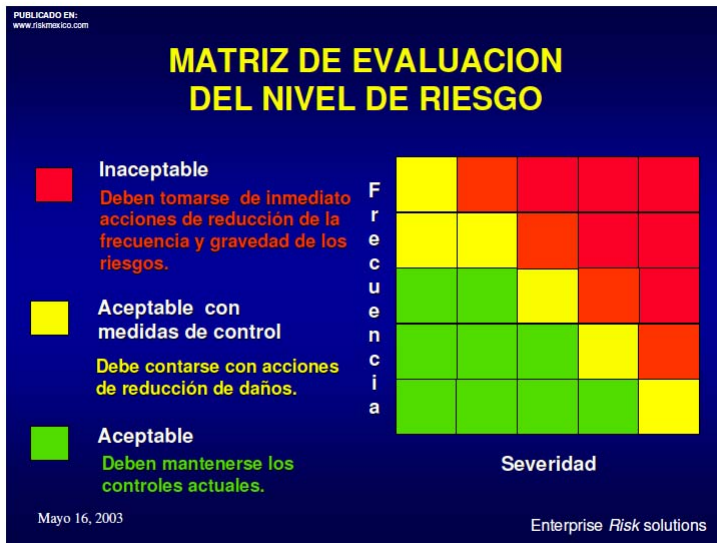 PUBLICADO EN:
www.riskmexico.com
MATRIZ DE EVALUACION
DEL NIVEL DE RIESGO
Inaceptable
Deben tomarse de inmediato
acciones de reducción de la
frecuencia y gravedad de los
riesgos.
Aceptable con
medidas de control
Debe contarse con acciones
de reducción de daños.
Aceptable
Deben mantenerse los
controles actuales.
Frecuencia
Severidad
Mayo 16, 2003
Enterprise Risk solutions